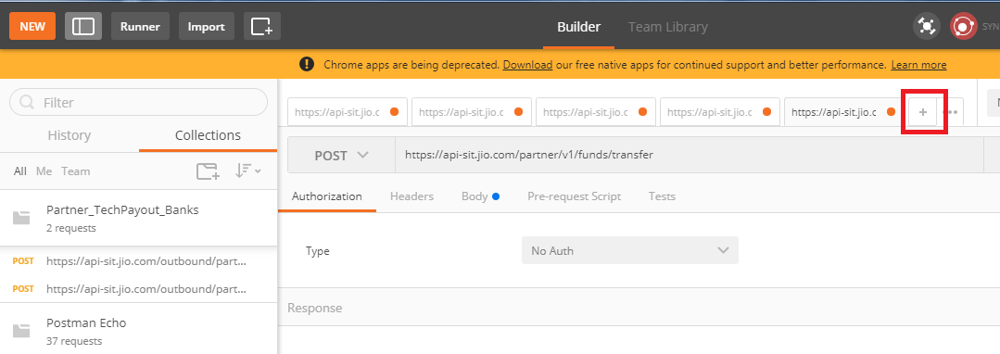 NEW Runner Import Builder Team Library SYN
Chrome apps are being deprecated. Download our free native apps for continued support and better performance. Learn more
Filter
https://api-sit.jio.c https://api-sit.jio.c https://api-sit.jio.c https://api-sit.jio.c https://api-sit.jio.c + •••
History Collections
POST https://api-sit.jio.com/partner/v1/funds/transfer
All Me Team
Authorization Headers Body Pre-request Script Tests
Partner_TechPayout_Banks
2 requests
Type No Auth
POST https://api-sit.jio.com/outbound/part...
POST https://api-sit.jio.com/outbound/part...
Response
Postman Echo
37 requests